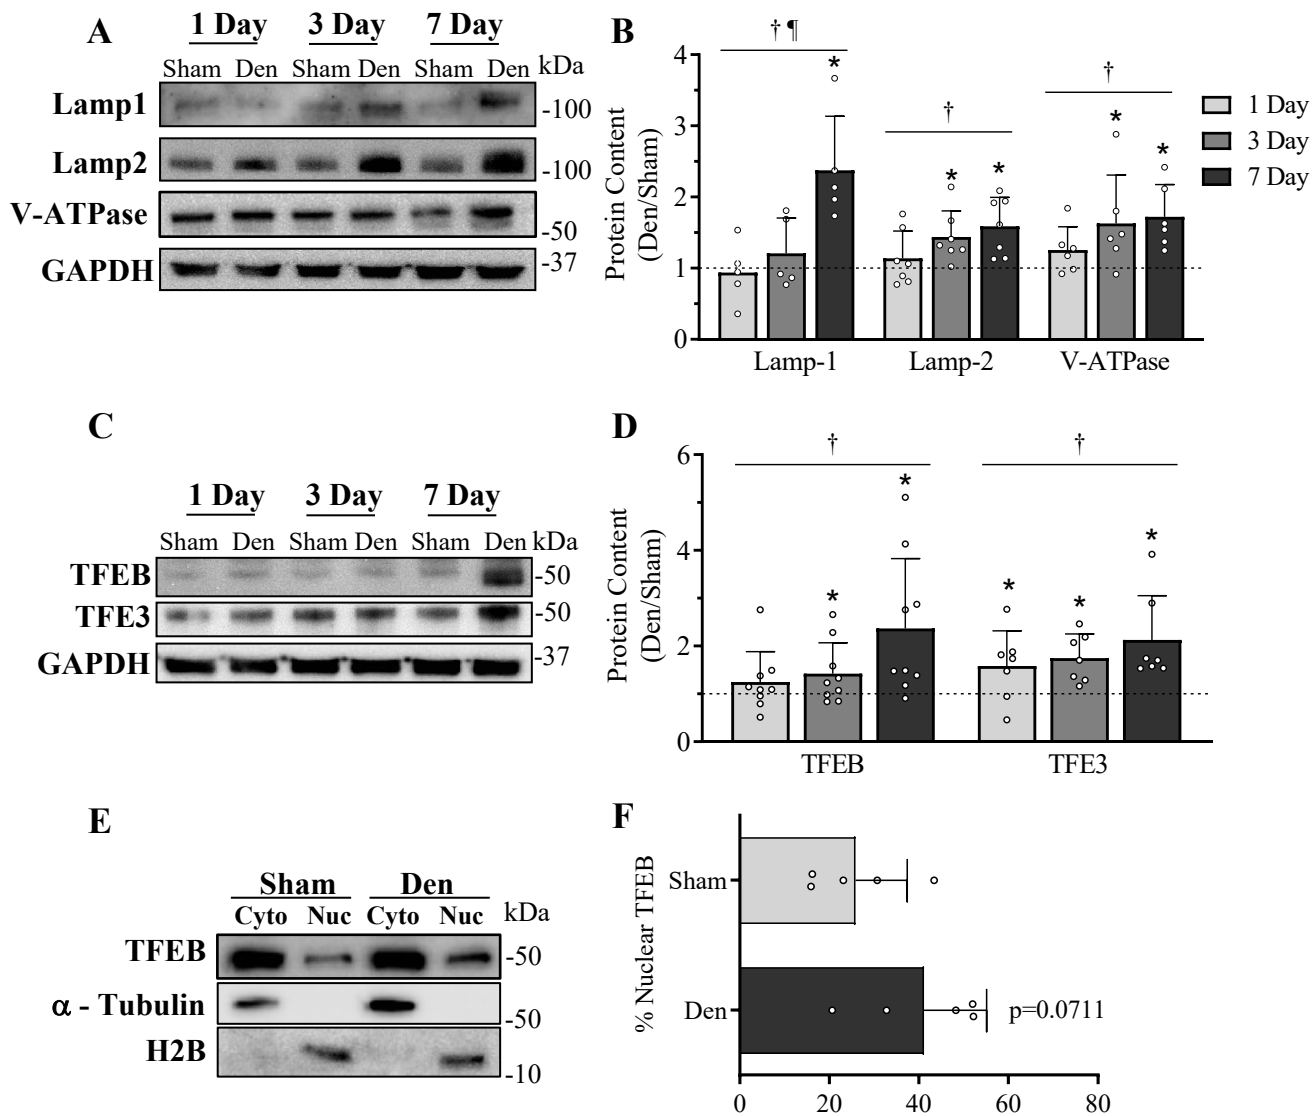 A
1 Day 3 Day 7 Day
Sham Den Sham Den Sham Den kDa
Lamp1 -100
Lamp2 -100
V-ATPase -50
GAPDH -37
B
† ¶
*
†
* *
†
* *
Protein Content
(Den/Sham)
4
3
2
1
0
Lamp-1 Lamp-2 V-ATPase
1 Day
3 Day
7 Day
C
1 Day 3 Day 7 Day
Sham Den Sham Den Sham Den kDa
TFEB -50
TFE3 -50
GAPDH -37
D
† †
* *
* * *
Protein Content
(Den/Sham)
6
4
2
0
TFEB TFE3
E
Sham Den
Cyto Nuc Cyto Nuc kDa
TFEB -50
α - Tubulin -50
H2B -10
F
% Nuclear TFEB
Sham
Den p=0.0711
0 20 40 60 80